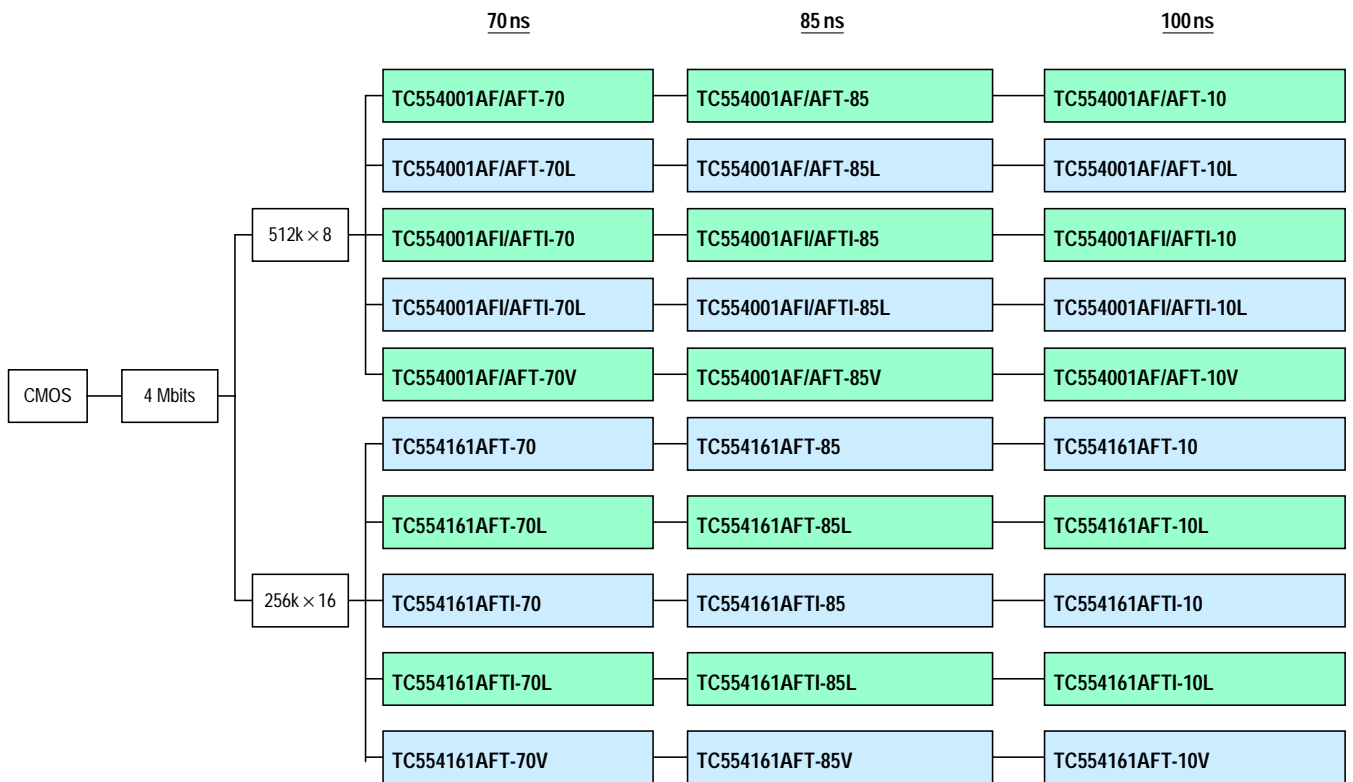 70 ns 85 ns 100 ns
TC554001AF/AFT-70 TC554001AF/AFT-85 TC554001AF/AFT-10
TC554001AF/AFT-70L TC554001AF/AFT-85L TC554001AF/AFT-10L
512k × 8 TC554001AFI/AFTI-70 TC554001AFI/AFTI-85 TC554001AFI/AFTI-10
TC554001AFI/AFTI-70L TC554001AFI/AFTI-85L TC554001AFI/AFTI-10L
CMOS 4 Mbits TC554001AF/AFT-70V TC554001AF/AFT-85V TC554001AF/AFT-10V
TC554161AFT-70 TC554161AFT-85 TC554161AFT-10
TC554161AFT-70L TC554161AFT-85L TC554161AFT-10L
256k × 16 TC554161AFTI-70 TC554161AFTI-85 TC554161AFTI-10
TC554161AFTI-70L TC554161AFTI-85L TC554161AFTI-10L
TC554161AFT-70V TC554161AFT-85V TC554161AFT-10V